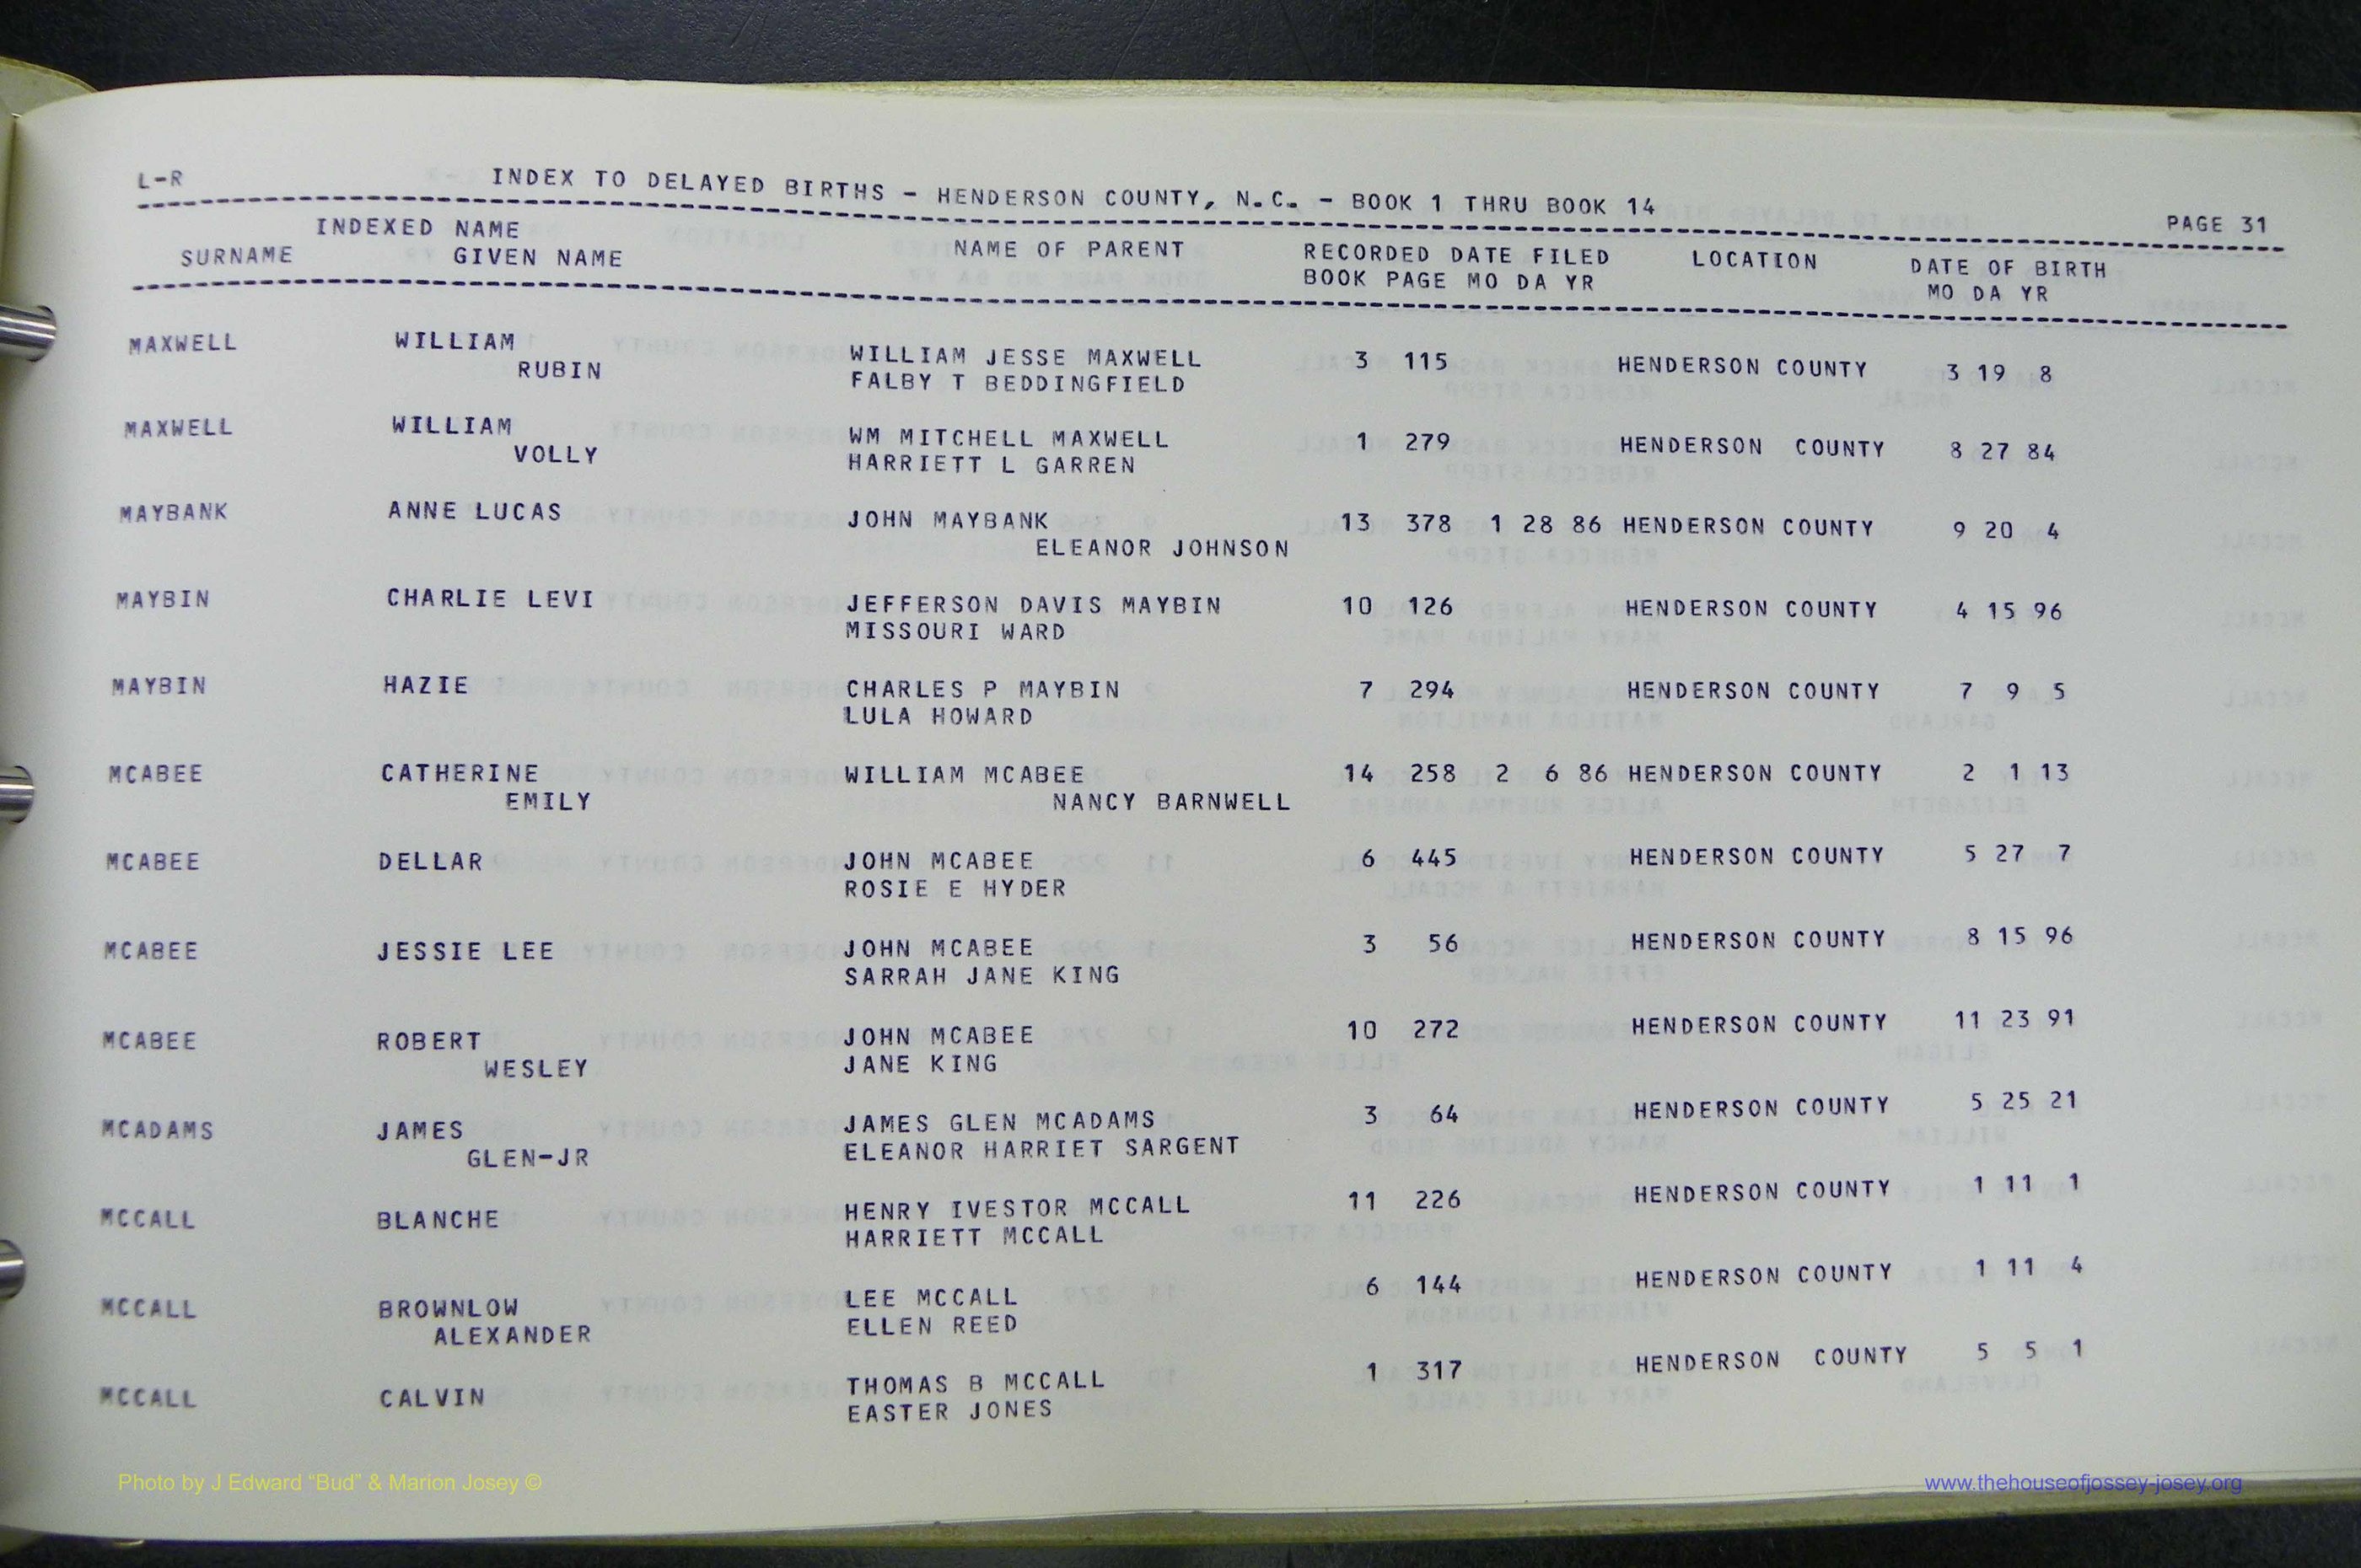 L-R INDEX TO DELAYED BIRTHS - HENDERSON COUNTY, N.C. - BOOK 1 THRU BOOK 14 PAGE 31
INDEXED NAME
SURNAME GIVEN NAME NAME OF PARENT RECORDED DATE FILED LOCATION DATE OF BIRTH
BOOK PAGE MO DA YR MO DA YR
MAXWELL WILLIAM WILLIAM JESSE MAXWELL 3 115 HENDERSON COUNTY 3 19 8
RUBIN FALBY T BEDDINGFIELD
MAXWELL WILLIAM WM MITCHELL MAXWELL 1 279 HENDERSON COUNTY 8 27 84
VOLLY HARRIETT L GARREN
MAYBANK ANNE LUCAS JOHN MAYBANK 13 378 1 28 86 HENDERSON COUNTY 9 20 4
ELEANOR JOHNSON
MAYBIN CHARLIE LEVI JEFFERSON DAVIS MAYBIN 10 126 HENDERSON COUNTY 4 15 96
MISSOURI WARD
MAYBIN HAZIE CHARLES P MAYBIN 7 294 HENDERSON COUNTY 7 9 5
LULA HOWARD
MCABEE CATHERINE WILLIAM MCABEE 14 258 2 6 86 HENDERSON COUNTY 2 1 13
EMILY NANCY BARNWELL
MCABEE DELLAR JOHN MCABEE 6 445 HENDERSON COUNTY 5 27 7
ROSIE E HYDER
MCABEE JESSIE LEE JOHN MCABEE 3 56 HENDERSON COUNTY 8 15 96
SARRAH JANE KING
MCABEE ROBERT JOHN MCABEE 10 272 HENDERSON COUNTY 11 23 91
WESLEY JANE KING
MCADAMS JAMES JAMES GLEN MCADAMS 3 64 HENDERSON COUNTY 5 25 21
GLEN-JR ELEANOR HARRIET SARGENT
MCCALL BLANCHE HENRY IVESTOR MCCALL 11 226 HENDERSON COUNTY 1 11 1
HARRIETT MCCALL
MCCALL BROWNLOW LEE MCCALL 6 144 HENDERSON COUNTY 1 11 4
ALEXANDER ELLEN REED
MCCALL CALVIN THOMAS B MCCALL 1 317 HENDERSON COUNTY 5 5 1
EASTER JONES
Photo by J Edward “Bud” & Marion Josey © www.thehouseofjossey-josey.org